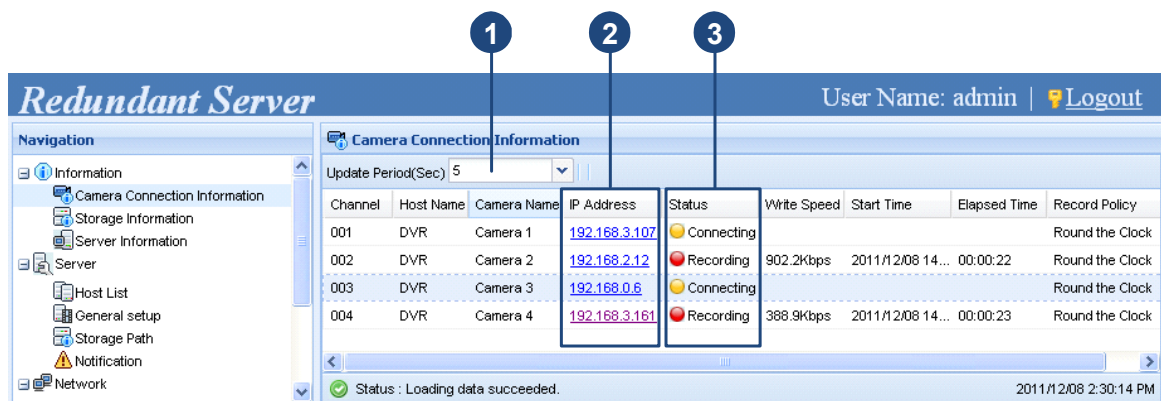 1 2 3
Redundant Server User Name: admin | Logout
Navigation Camera Connection Information
Information
Camera Connection Information
Storage Information
Server Information
Server
Host List
General setup
Storage Path
Notification
Network
Update Period(Sec) 5
Channel Host Name Camera Name IP Address Status Write Speed Start Time Elapsed Time Record Policy
001 DVR Camera 1 192.168.3.107 Connecting Round the Clock
002 DVR Camera 2 192.168.2.12 Recording 902.2Kbps 2011/12/08 14... 00:00:22 Round the Clock
003 DVR Camera 3 192.168.0.6 Connecting Round the Clock
004 DVR Camera 4 192.168.3.161 Recording 388.9Kbps 2011/12/08 14... 00:00:23 Round the Clock
Status : Loading data succeeded. 2011/12/08 2:30:14 PM